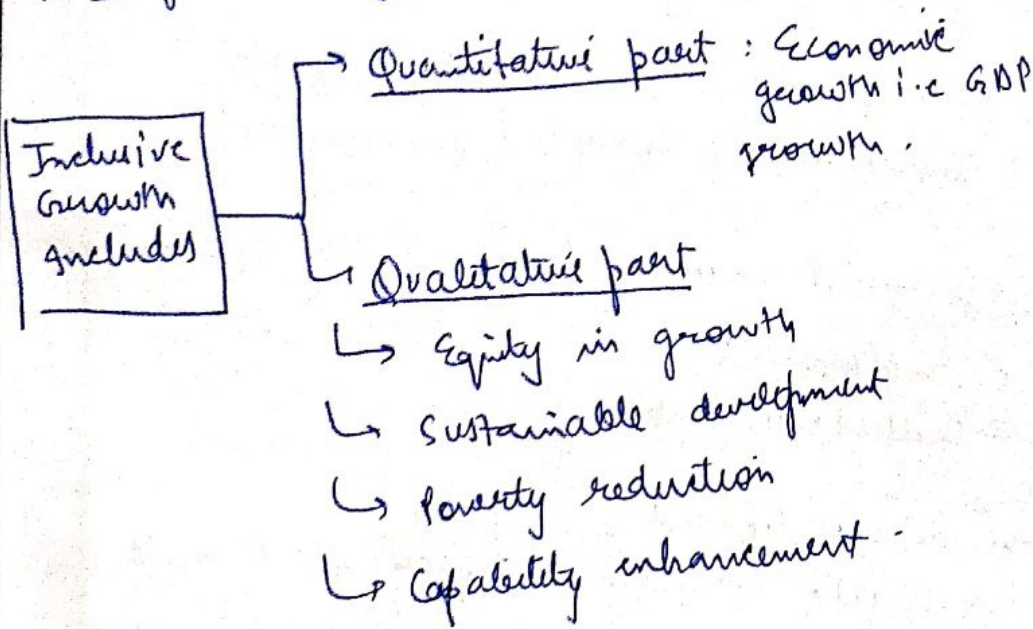 Inclusive
Growth
includes
Quantitative part : Economic
growth i.e GDP
growth.
Qualitative part
Equity in growth
Sustainable development
Poverty reduction
Capability enhancement.